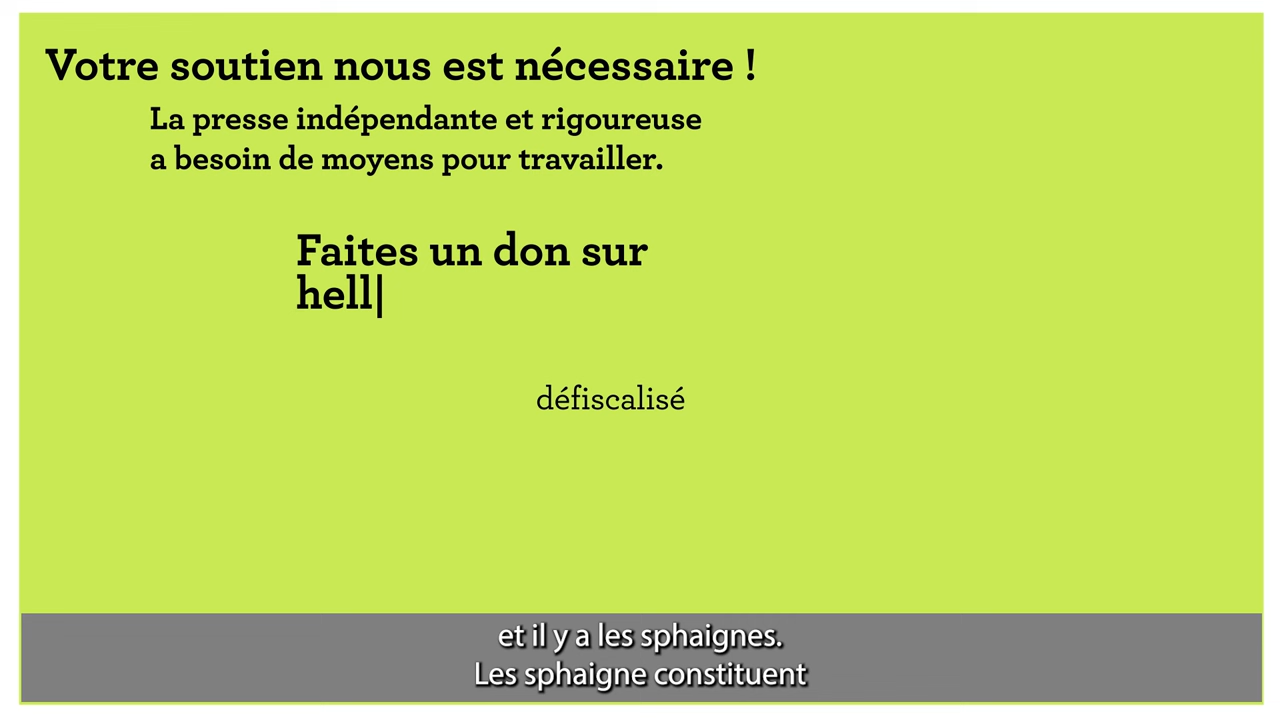 Votre soutien nous est nécessaire !
La presse indépendante et rigoureuse
a besoin de moyens pour travailler.
Faites un don sur
hell|
défiscalisé
et il y a les sphaignes.
Les sphaigne constituent